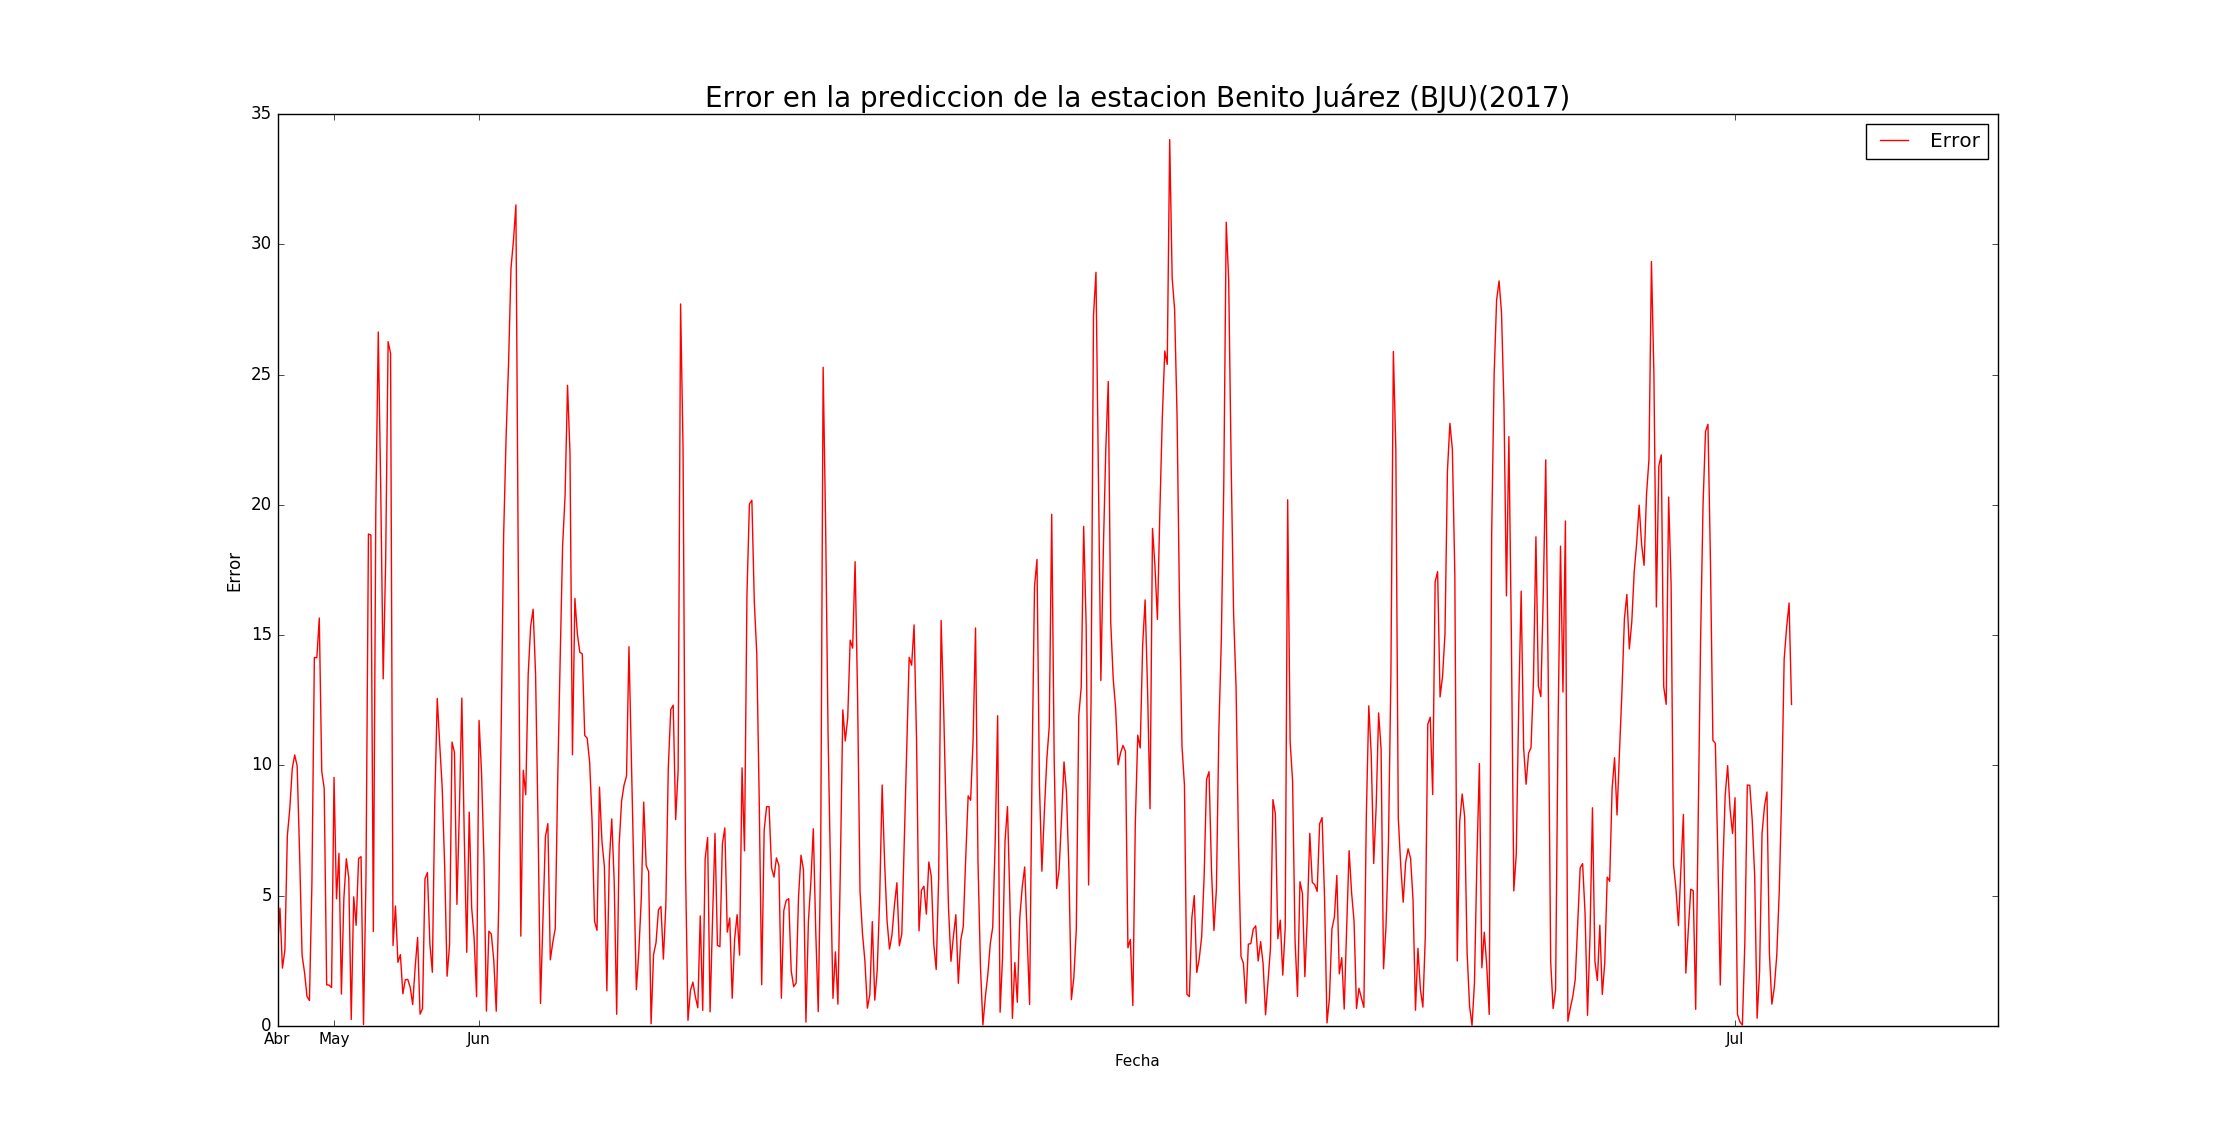 Error en la prediccion de la estacion Benito Juárez (BJU)(2017)
Error
35
30
25
20
15
10
5
0
Error
Abr May Jun Jul
Fecha